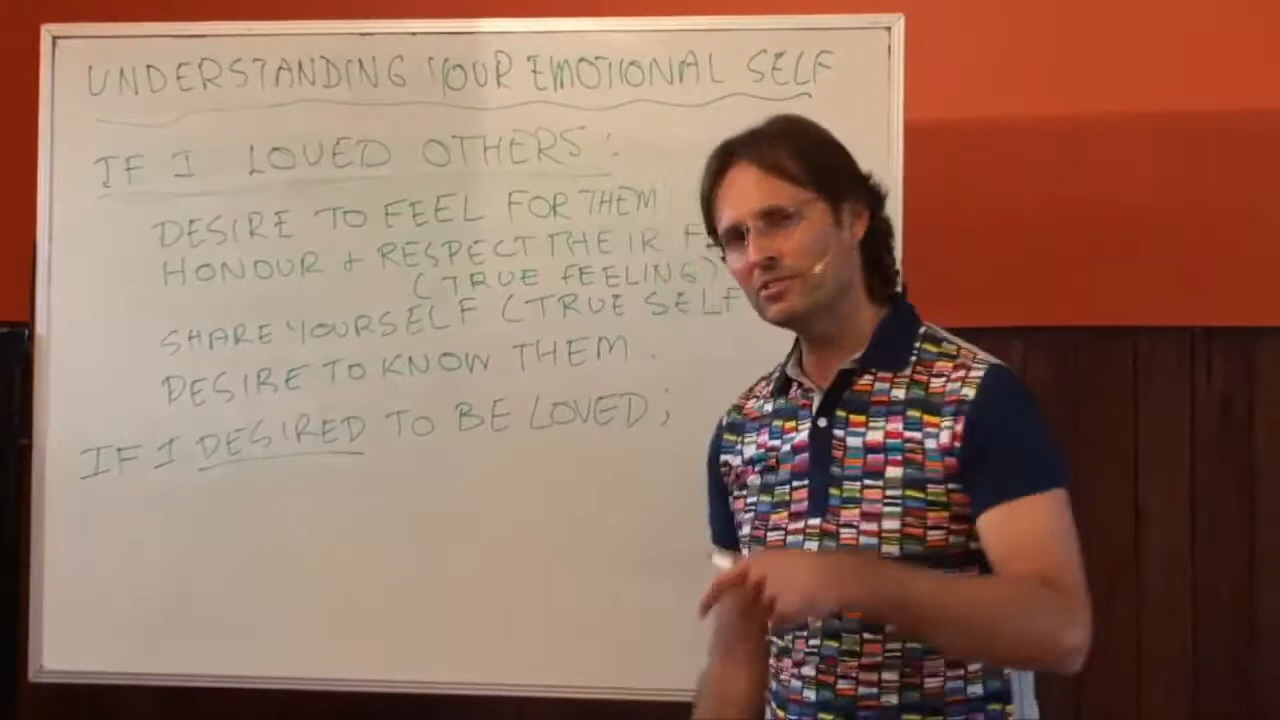 UNDERSTANDING YOUR EMOTIONAL SELF
IF I LOVED OTHERS:
DESIRE TO FEEL FOR THEM
HONOUR & RESPECT THEIR
(TRUE FEELING)
SHARE YOURSELF (TRUE SELF
DESIRE TO KNOW THEM.
IF I DESIRED TO BE LOVED;